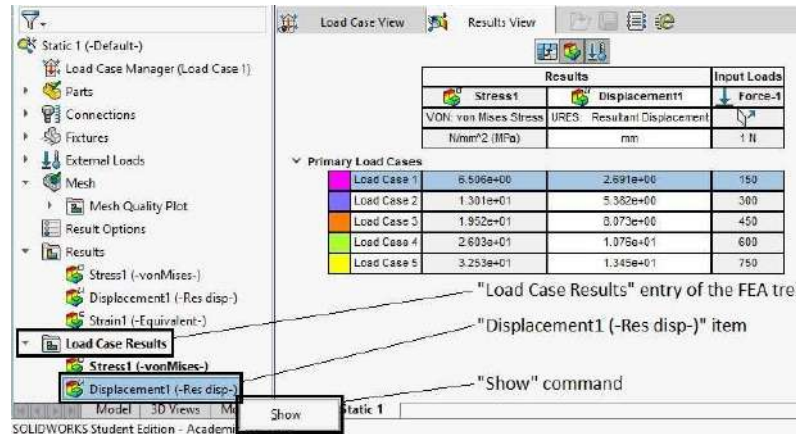 Static 1 (-Default-)
Load Case Manager (Load Case 1)
Parts
Connections
Fixtures
External Loads
Mesh
Mesh Quality Plot
Result Options
Results
Stress1 (-vonMises-)
Displacement1 (-Res disp-)
Strain1 (-Equivalent-)
Load Case Results
Stress1 (-vonMises-)
Displacement1 (-Res disp-)
Show
Model 3D Views Mo Static 1
SOLIDWORKS Student Edition - Academi
Load Case View Results View
Results Input Loads
Stress1 Displacement1 Force-1
VON: von Mises Stress URES: Resultant Displacement
N/mm^2 (MPa) mm 1 N
Primary Load Cases
Load Case 1 6.506e+00 2.691e+00 150
Load Case 2 1.301e+01 5.382e+00 300
Load Case 3 1.952e+01 8.073e+00 450
Load Case 4 2.603e+01 1.076e+01 600
Load Case 5 3.253e+01 1.345e+01 750
"Load Case Results" entry of the FEA tre
"Displacement1 (-Res disp-)" item
"Show" command